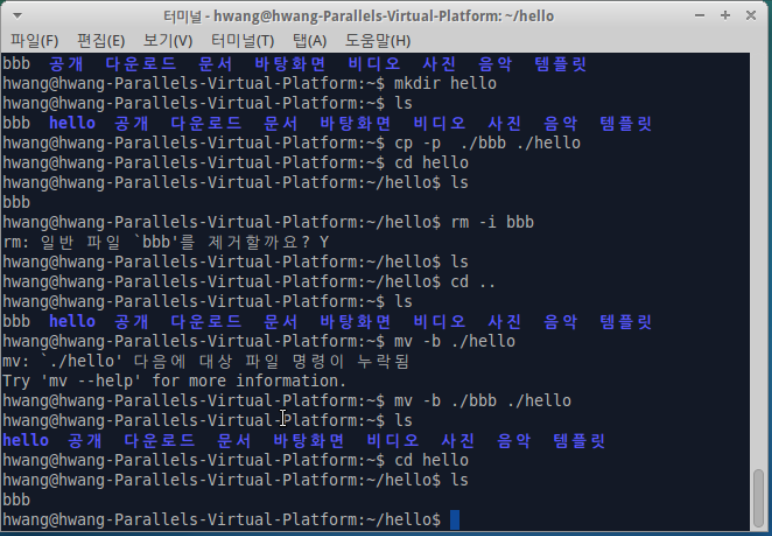 터미널 - hwang@hwang-Parallels-Virtual-Platform: ~/hello
파일(F) 편집(E) 보기(V) 터미널(T) 탭(A) 도움말(H)
bbb 공개 다운로드 문서 바탕화면 비디오 사진 음악 템플릿
hwang@hwang-Parallels-Virtual-Platform:~$ mkdir hello
hwang@hwang-Parallels-Virtual-Platform:~$ ls
bbb hello 공개 다운로드 문서 바탕화면 비디오 사진 음악 템플릿
hwang@hwang-Parallels-Virtual-Platform:~$ cp -p  ./bbb ./hello
hwang@hwang-Parallels-Virtual-Platform:~$ cd hello
hwang@hwang-Parallels-Virtual-Platform:~/hello$ ls
bbb
hwang@hwang-Parallels-Virtual-Platform:~/hello$ rm -i bbb
rm: 일반 파일 `bbb'를 제거할까요? Y
hwang@hwang-Parallels-Virtual-Platform:~/hello$ ls
hwang@hwang-Parallels-Virtual-Platform:~/hello$ cd ..
hwang@hwang-Parallels-Virtual-Platform:~$ ls
bbb hello 공개 다운로드 문서 바탕화면 비디오 사진 음악 템플릿
hwang@hwang-Parallels-Virtual-Platform:~$ mv -b ./hello
mv: `./hello' 다음에 대상 파일 명령이 누락됨
Try 'mv --help' for more information.
hwang@hwang-Parallels-Virtual-Platform:~$ mv -b ./bbb ./hello
hwang@hwang-Parallels-Virtual-Platform:~$ ls
hello 공개 다운로드 문서 바탕화면 비디오 사진 음악 템플릿
hwang@hwang-Parallels-Virtual-Platform:~$ cd hello
hwang@hwang-Parallels-Virtual-Platform:~/hello$ ls
bbb
hwang@hwang-Parallels-Virtual-Platform:~/hello$